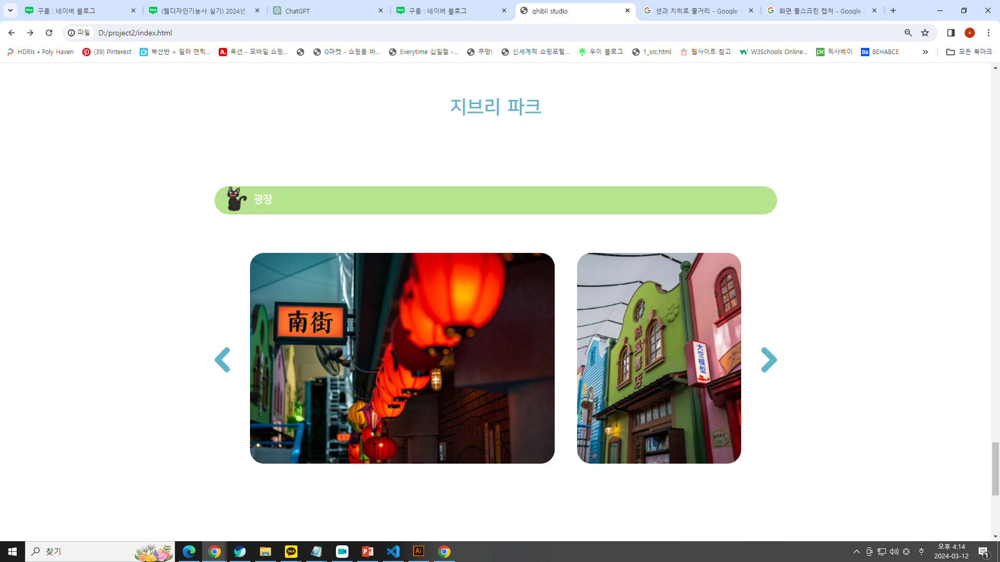 구름 : 네이버 블로그
(웹디자인기능사 실기) 2024년
ChatGPT
구름 : 네이버 블로그
ghibli studio
센과 치히로 줄거리 - Google
화면 풀스크린 캡처 - Google
파일
D:/project2/index.html
HDRIs • Poly Haven
(39) Pinterest
벽선반 > 밀러 엔틱...
옥션 - 모바일 쇼핑...
G마켓 - 쇼핑을 바...
Everytime 십일절 -...
쿠팡!
신세계적 쇼핑포털...
우이 블로그
1_src.html
웹사이트 참고
W3Schools Online...
픽사베이
BEHABCE
모든 북마크
지브리 파크
광장
南街
熱風書店
大空模型
찾기
오후 4:14
2024-03-12
1